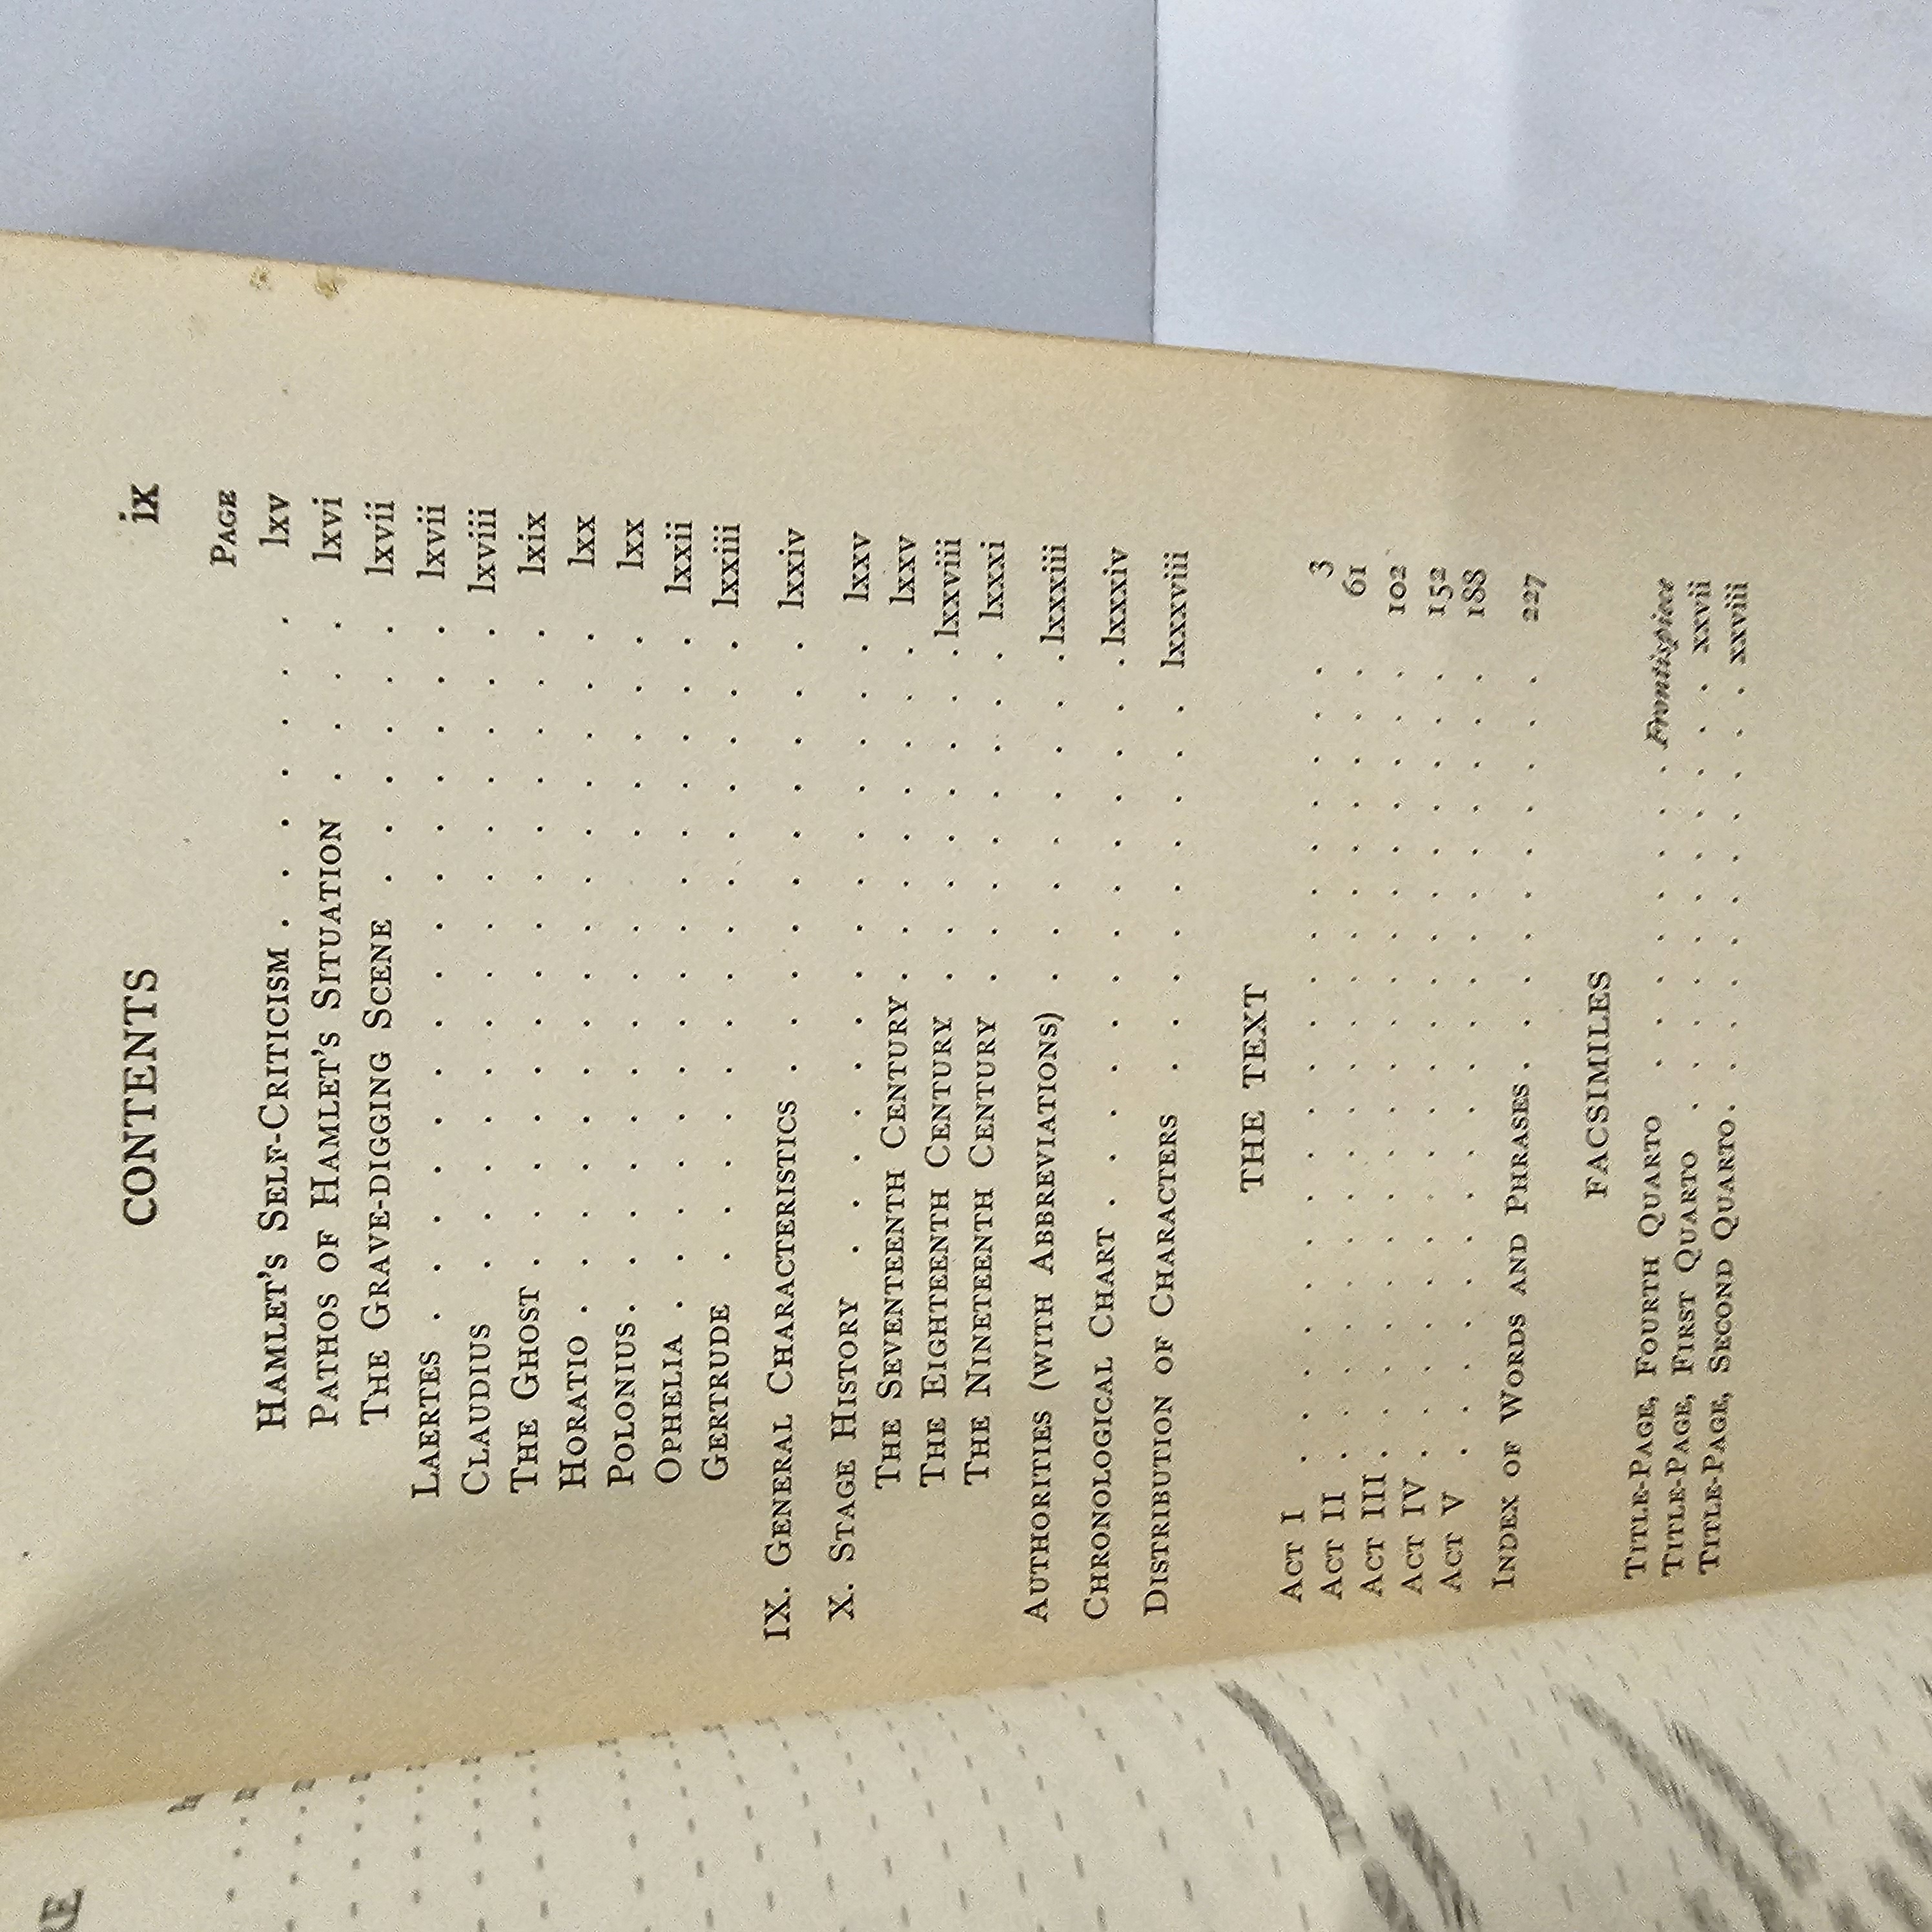 CONTENTS ix
PAGE
HAMLET'S SELF-CRITICISM . . . . . . . lxv
PATHOS OF HAMLET'S SITUATION . . . . lxvi
THE GRAVE-DIGGING SCENE . . . . . . lxvii
LAERTES . . . . . . . . . . . . . . . lxvii
CLAUDIUS . . . . . . . . . . . . . . lxviii
THE GHOST . . . . . . . . . . . . . . lxix
HORATIO . . . . . . . . . . . . . . . lxx
POLONIUS . . . . . . . . . . . . . . lxx
OPHELIA . . . . . . . . . . . . . . . lxxii
GERTRUDE . . . . . . . . . . . . . . lxxiii
IX. GENERAL CHARACTERISTICS . . . . . . . . . . lxxiv
X. STAGE HISTORY . . . . . . . . . . . . . . lxxv
THE SEVENTEENTH CENTURY . . . . . . . . lxxv
THE EIGHTEENTH CENTURY . . . . . . . . lxxviii
THE NINETEENTH CENTURY . . . . . . . . lxxxi
AUTHORITIES (WITH ABBREVIATIONS) . . . . . . . . lxxxiii
CHRONOLOGICAL CHART . . . . . . . . . . . . . lxxxiv
DISTRIBUTION OF CHARACTERS . . . . . . . . . lxxxviii
THE TEXT
ACT I . . . . . . . . . . . . . . . . . . . 3
ACT II . . . . . . . . . . . . . . . . . . . 61
ACT III . . . . . . . . . . . . . . . . . . . 102
ACT IV . . . . . . . . . . . . . . . . . . . 152
ACT V . . . . . . . . . . . . . . . . . . . 188
INDEX OF WORDS AND PHRASES . . . . . . . . . . 227
FACSIMILES
TITLE-PAGE, FOURTH QUARTO . . . . . . . . Frontispiece
TITLE-PAGE, FIRST QUARTO . . . . . . . . . . . xxvii
TITLE-PAGE, SECOND QUARTO . . . . . . . . . . . xxviii